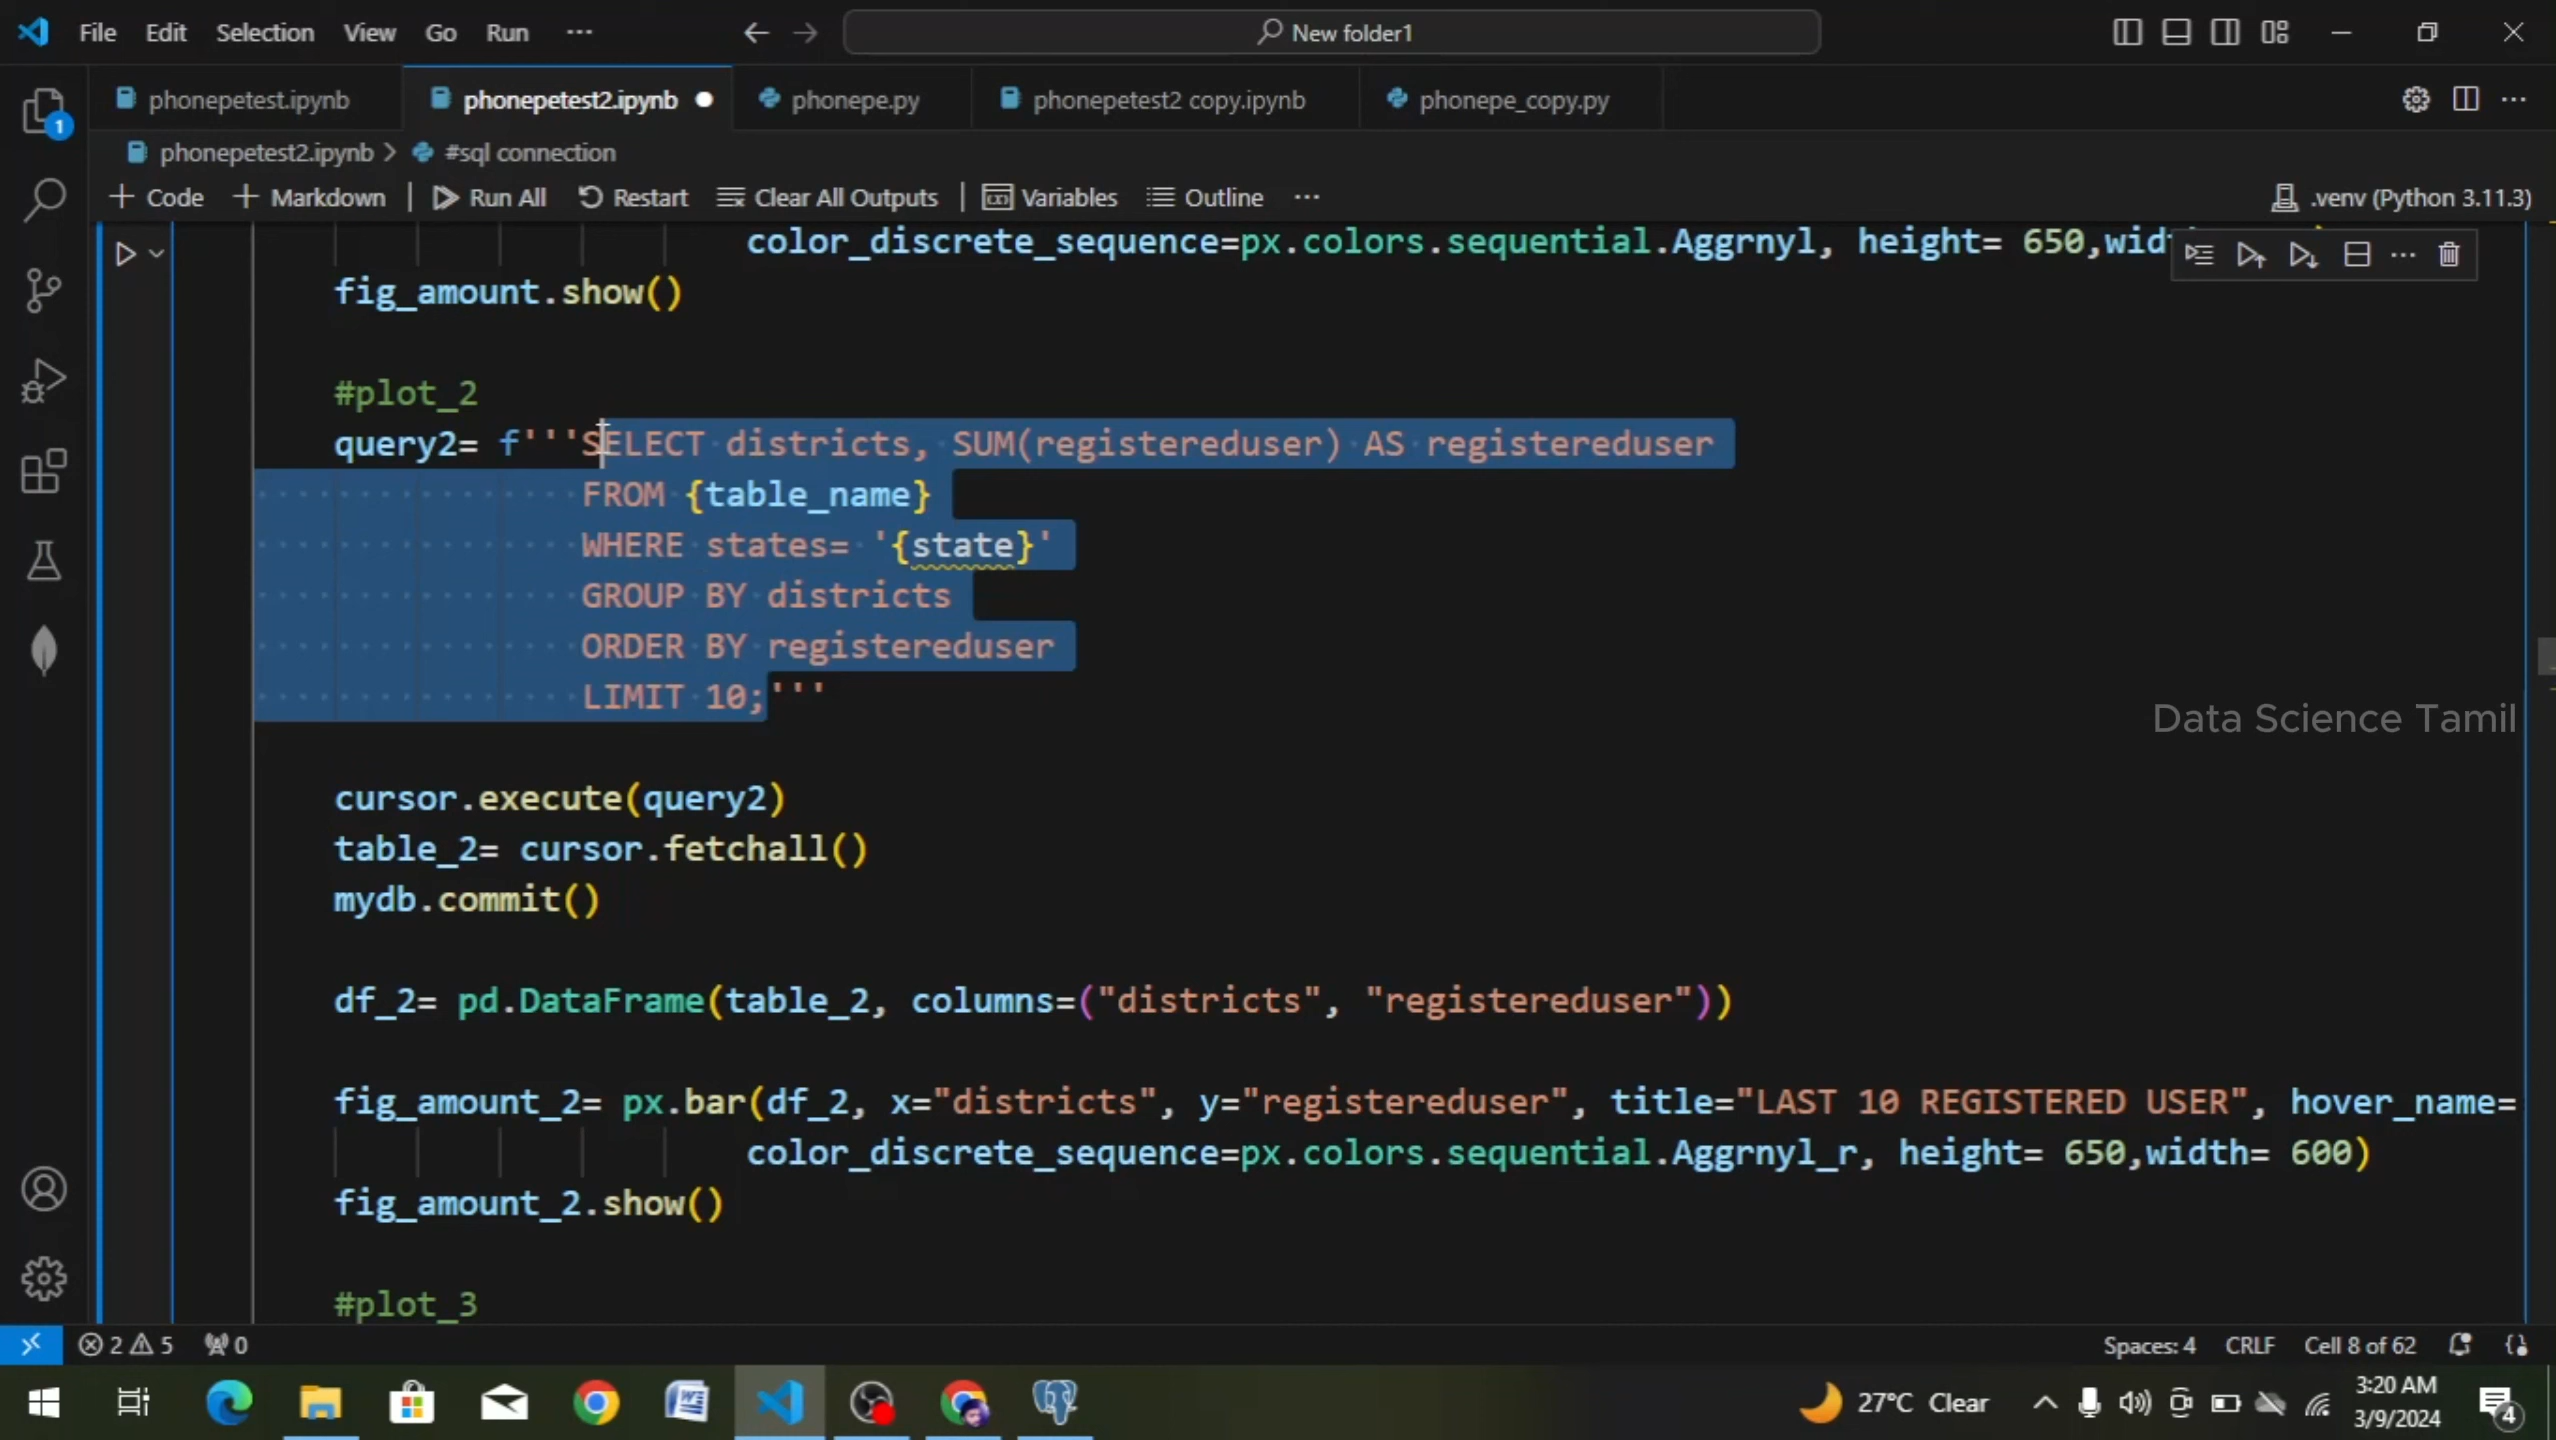 File Edit Selection View Go Run ··· New folder1
phonepetest.ipynb phonepetest2.ipynb phonepe.py phonepetest2 copy.ipynb phonepe_copy.py
phonepetest2.ipynb > #sql connection
+ Code + Markdown | Run All Restart Clear All Outputs | Variables Outline ··· .venv (Python 3.11.3)
color_discrete_sequence=px.colors.sequential.Aggrnyl, height= 650,wid
fig_amount.show()
#plot_2
query2= f'''SELECT districts, SUM(registereduser) AS registereduser
FROM {table_name}
WHERE states= '{state}'
GROUP BY districts
ORDER BY registereduser
LIMIT 10;'''
Data Science Tamil
cursor.execute(query2)
table_2= cursor.fetchall()
mydb.commit()
df_2= pd.DataFrame(table_2, columns=("districts", "registereduser"))
fig_amount_2= px.bar(df_2, x="districts", y="registereduser", title="LAST 10 REGISTERED USER", hover_name=
color_discrete_sequence=px.colors.sequential.Aggrnyl_r, height= 650,width= 600)
fig_amount_2.show()
#plot_3
2 5 0 Spaces: 4 CRLF Cell 8 of 62
27°C Clear 3:20 AM
3/9/2024 4